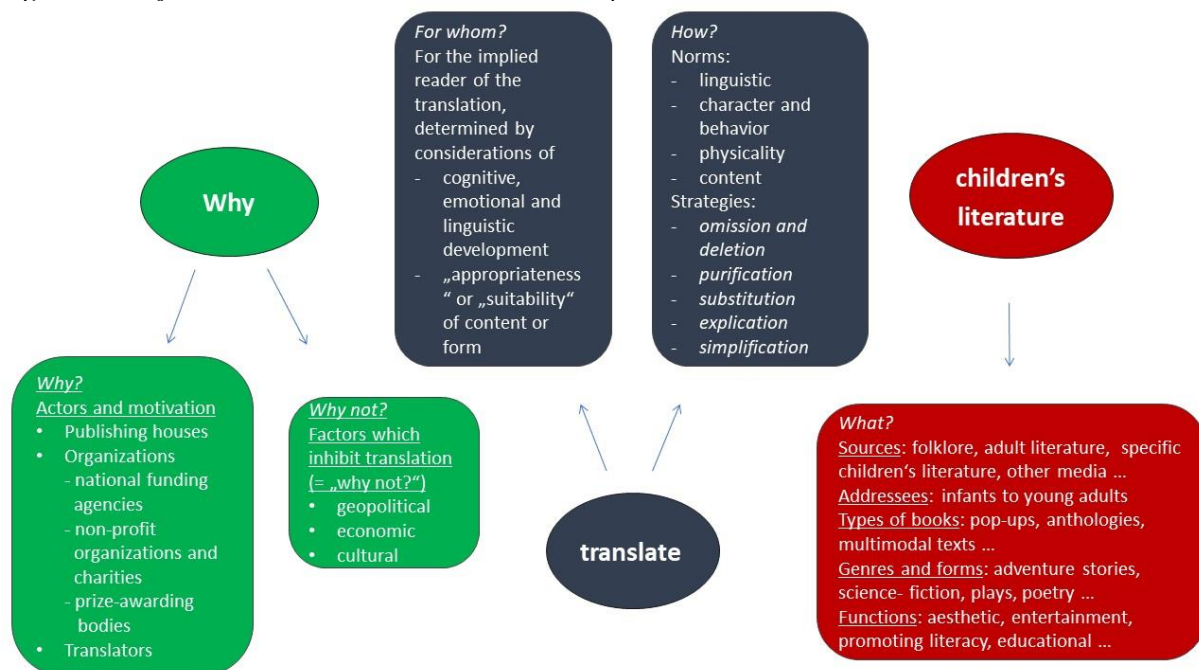 For whom?
For the implied
reader of the
translation,
determined by
considerations of
- cognitive,
emotional and
linguistic
development
- „appropriateness
“ or „suitability“
of content or
form
How?
Norms:
- linguistic
- character and
behavior
- physicality
- content
Strategies:
- omission and
deletion
- purification
- substitution
- explication
- simplification
Why
children‘s
literature
Why?
Actors and motivation
• Publishing houses
• Organizations
- national funding
agencies
- non-profit
organizations and
charities
- prize-awarding
bodies
• Translators
Why not?
Factors which
inhibit translation
(= „why not?“)
• geopolitical
• economic
• cultural
translate
What?
Sources: folklore, adult literature, specific
children‘s literature, other media ...
Addressees: infants to young adults
Types of books: pop-ups, anthologies,
multimodal texts ...
Genres and forms: adventure stories,
science- fiction, plays, poetry ...
Functions: aesthetic, entertainment,
promoting literacy, educational ...